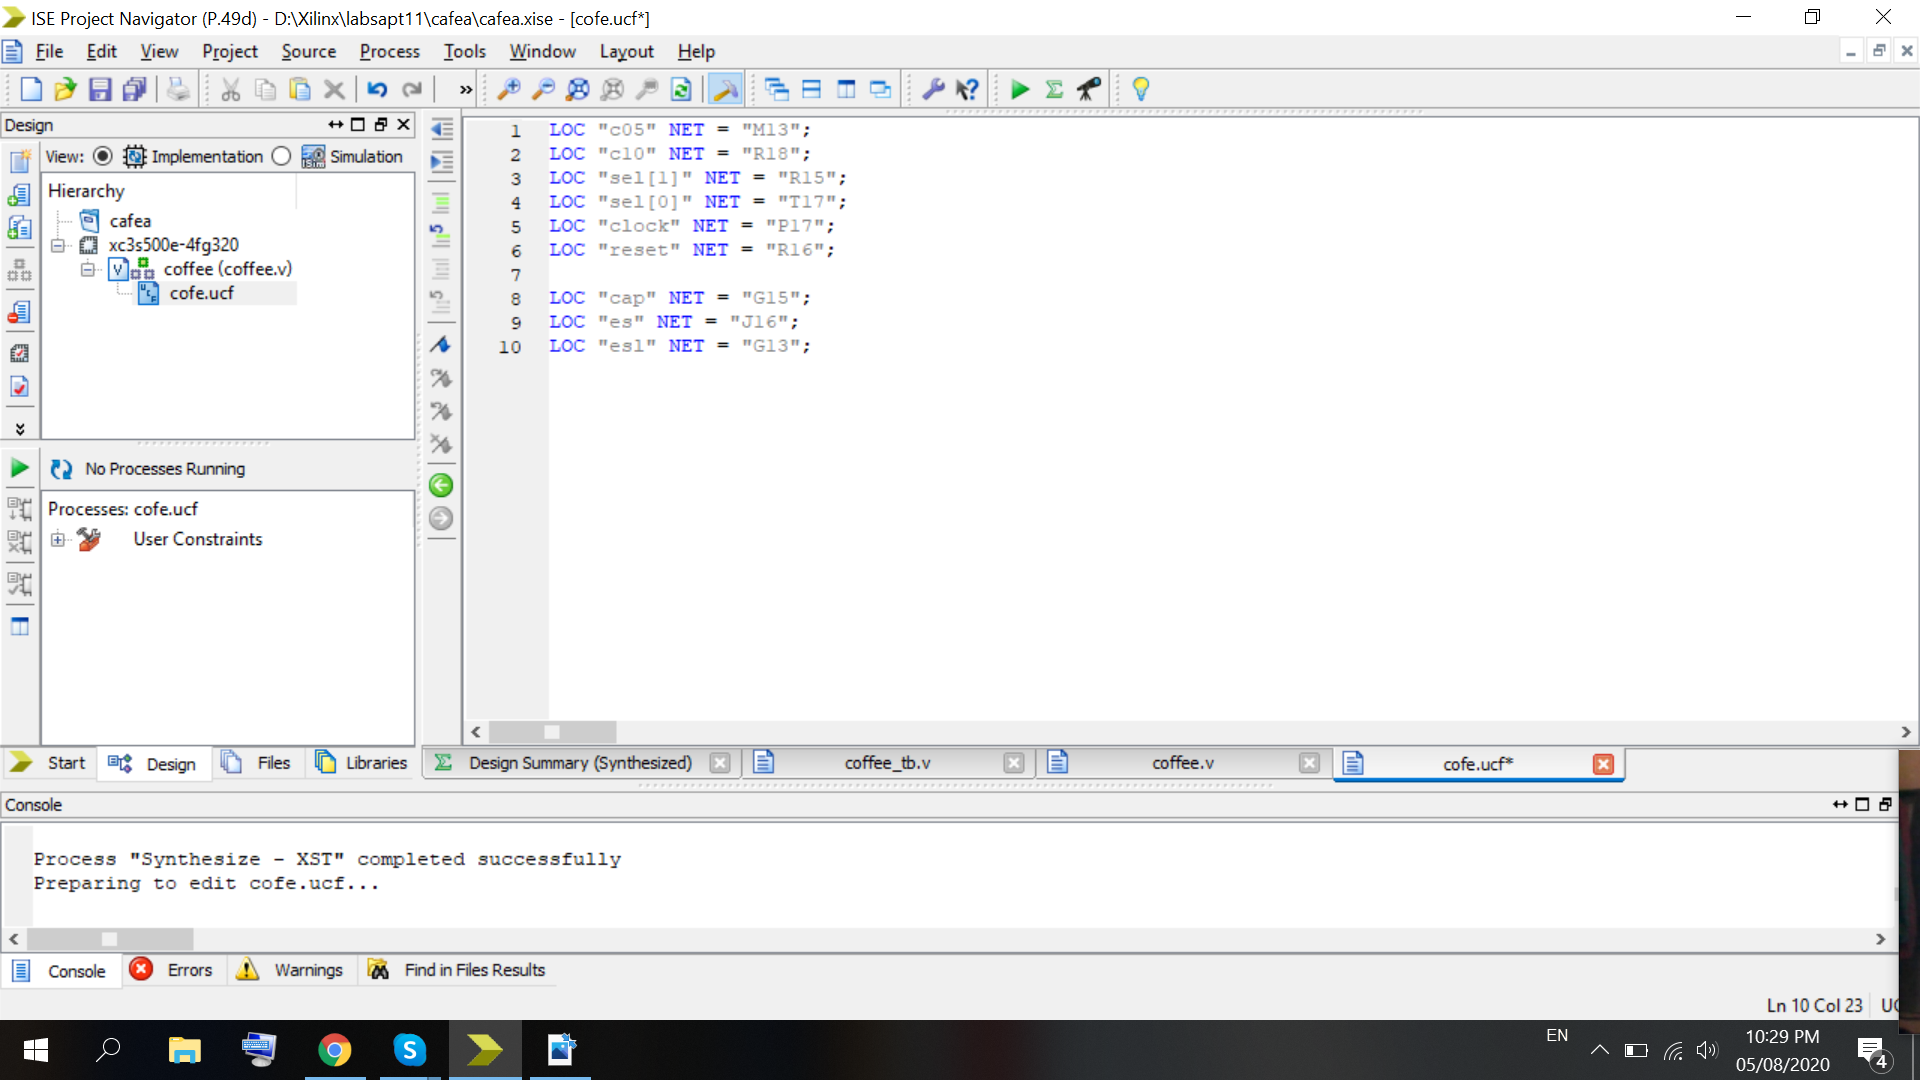 ISE Project Navigator (P.49d) - D:\Xilinx\labsapt11\cafea\cafea.xise - [cofe.ucf*]
File Edit View Project Source Process Tools Window Layout Help
Design
View: Implementation Simulation
Hierarchy
cafea
xc3s500e-4fg320
coffee (coffee.v)
cofe.ucf
No Processes Running
Processes: cofe.ucf
User Constraints
1 LOC "c05" NET = "M13";
2 LOC "c10" NET = "R18";
3 LOC "sel[1]" NET = "R15";
4 LOC "sel[0]" NET = "T17";
5 LOC "clock" NET = "P17";
6 LOC "reset" NET = "R16";
7
8 LOC "cap" NET = "G15";
9 LOC "es" NET = "J16";
10 LOC "es1" NET = "G13";
Start Design Files Libraries
Design Summary (Synthesized) coffee_tb.v coffee.v cofe.ucf*
Console
Process "Synthesize - XST" completed successfully
Preparing to edit cofe.ucf...
Console Errors Warnings Find in Files Results
Ln 10 Col 23
EN
10:29 PM
05/08/2020
4